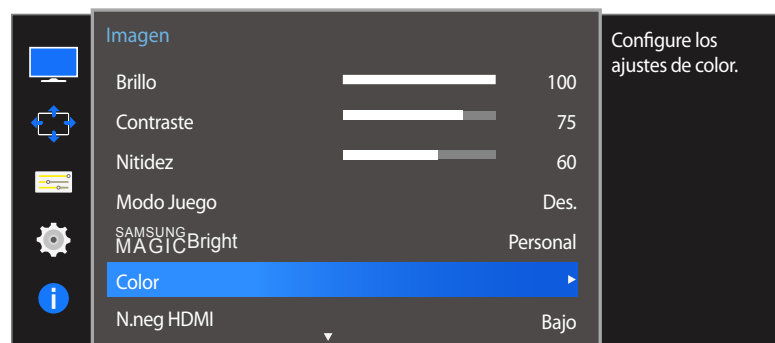 Imagen
Configure los
ajustes de color.
Brillo 100
Contraste 75
Nitidez 60
Modo Juego Des.
SAMSUNG
MAGICBright Personal
Color
N.neg HDMI Bajo